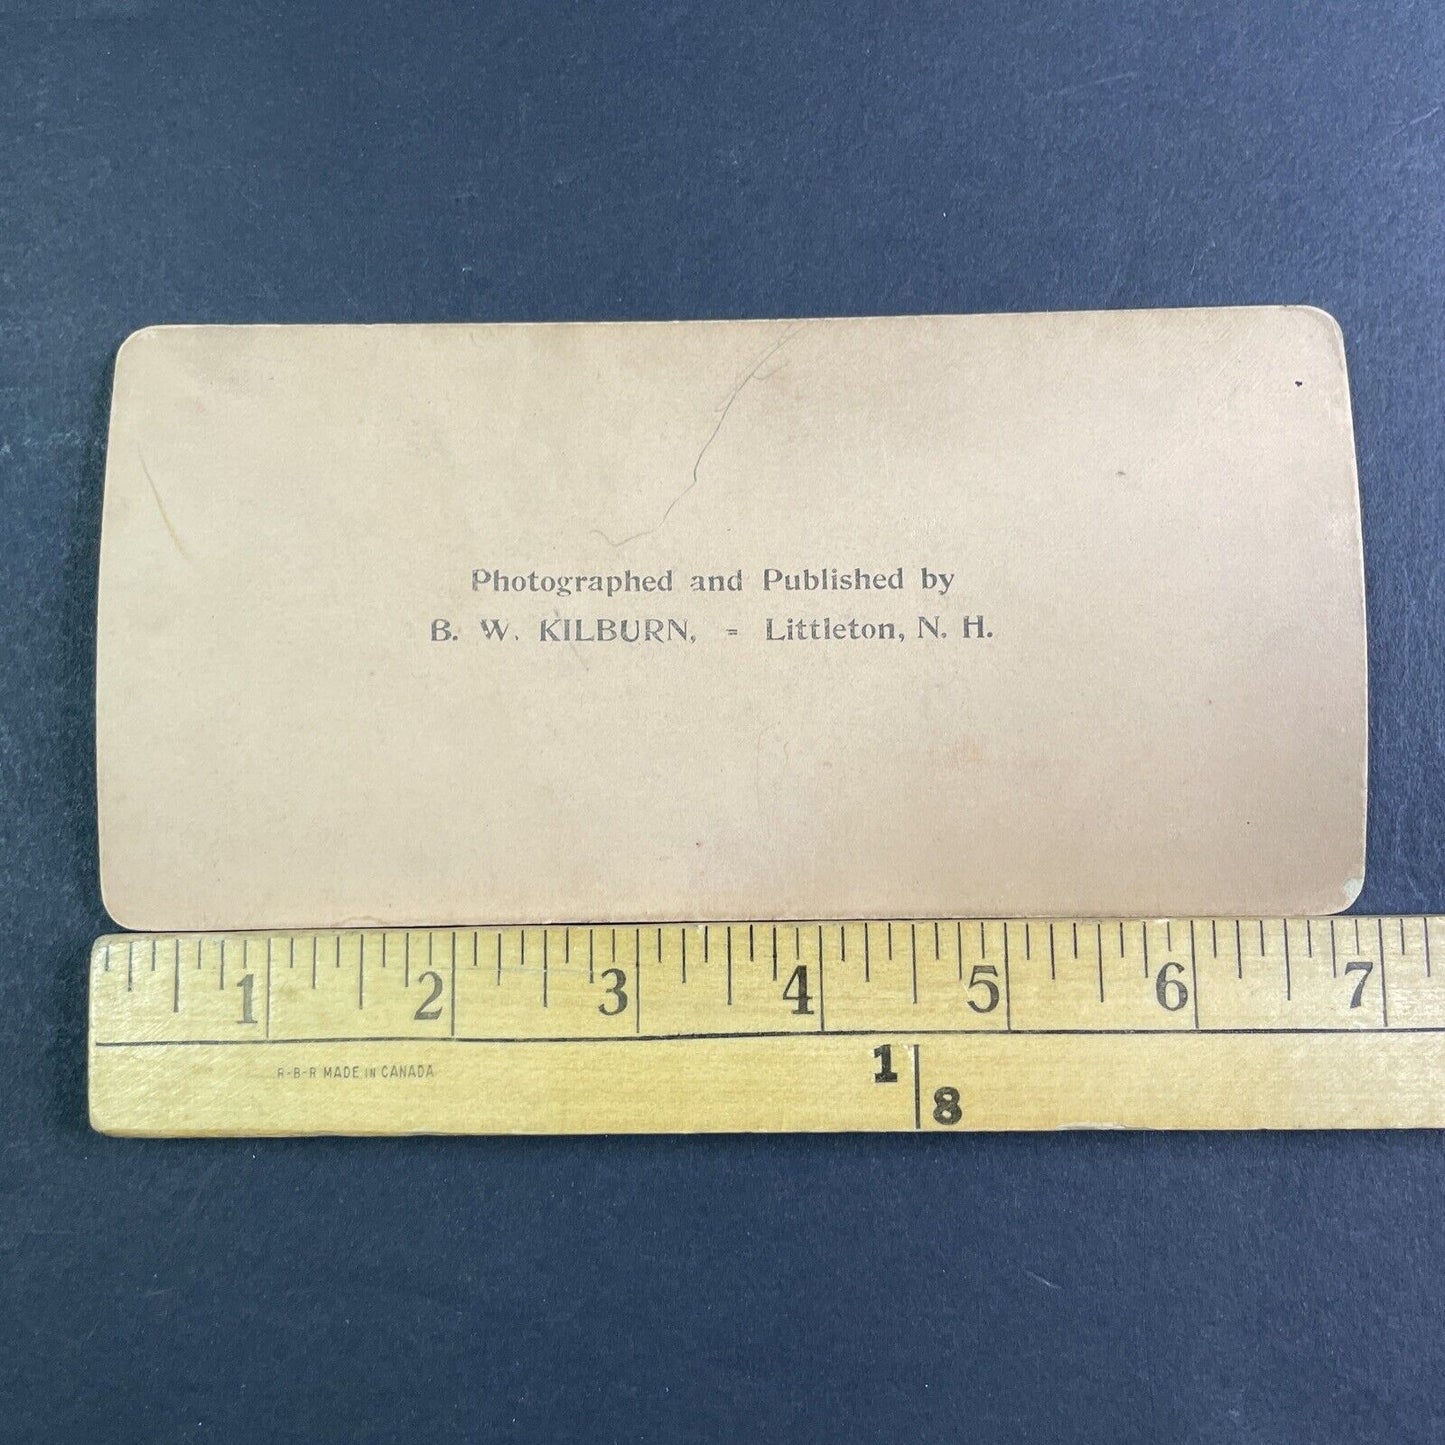 Photographed and Published by
B. W. KILBURN, = Littleton, N. H.
1 2 3 4 5 6 7
R-B-R MADE IN CANADA
1
8